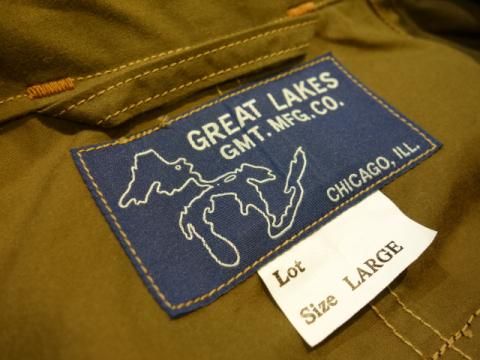 GREAT LAKES
GMT. MFG. CO.
CHICAGO, ILL.
Lot
Size LARGE